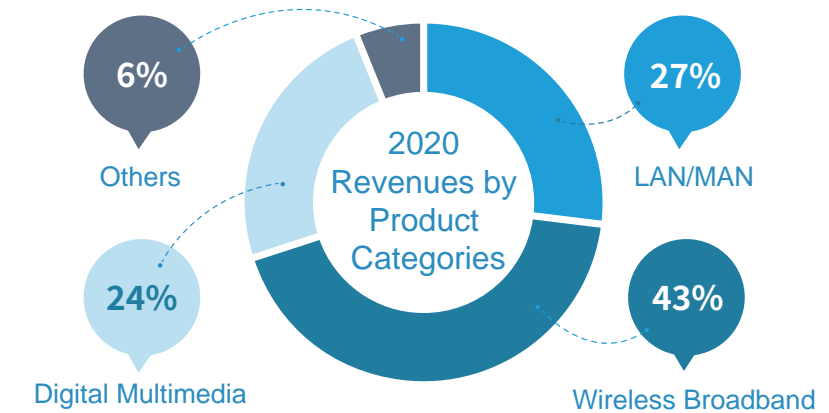 6%
Others
27%
LAN/MAN
2020
Revenues by
Product
Categories
24%
Digital Multimedia
43%
Wireless Broadband